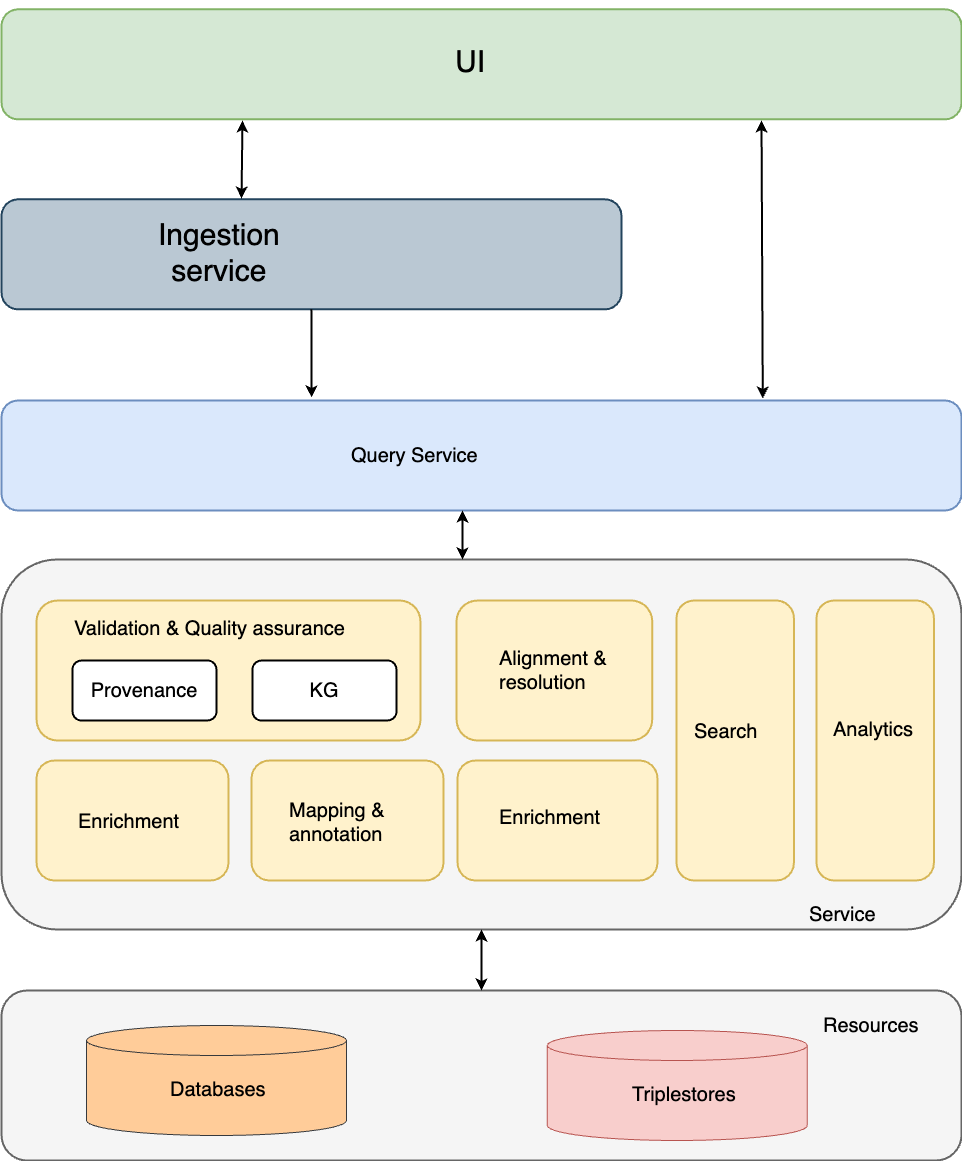 UI
Ingestion
service
Query Service
Validation & Quality assurance
Provenance
KG
Alignment &
resolution
Search
Analytics
Enrichment
Mapping &
annotation
Enrichment
Service
Resources
Databases
Triplestores